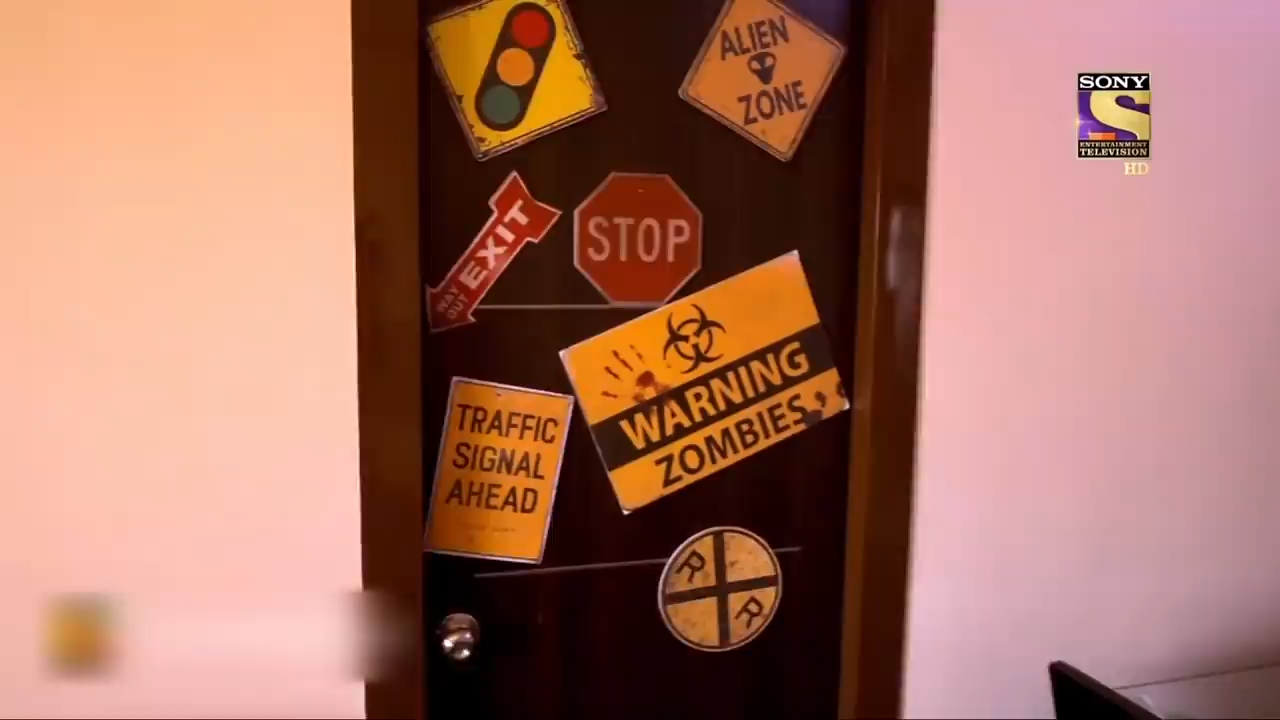 ALIEN
ZONE
SONY
ENTERTAINMENT
TELEVISION
HD
EXIT
WAY
OUT
STOP
WARNING
ZOMBIES
TRAFFIC
SIGNAL
AHEAD
R
R